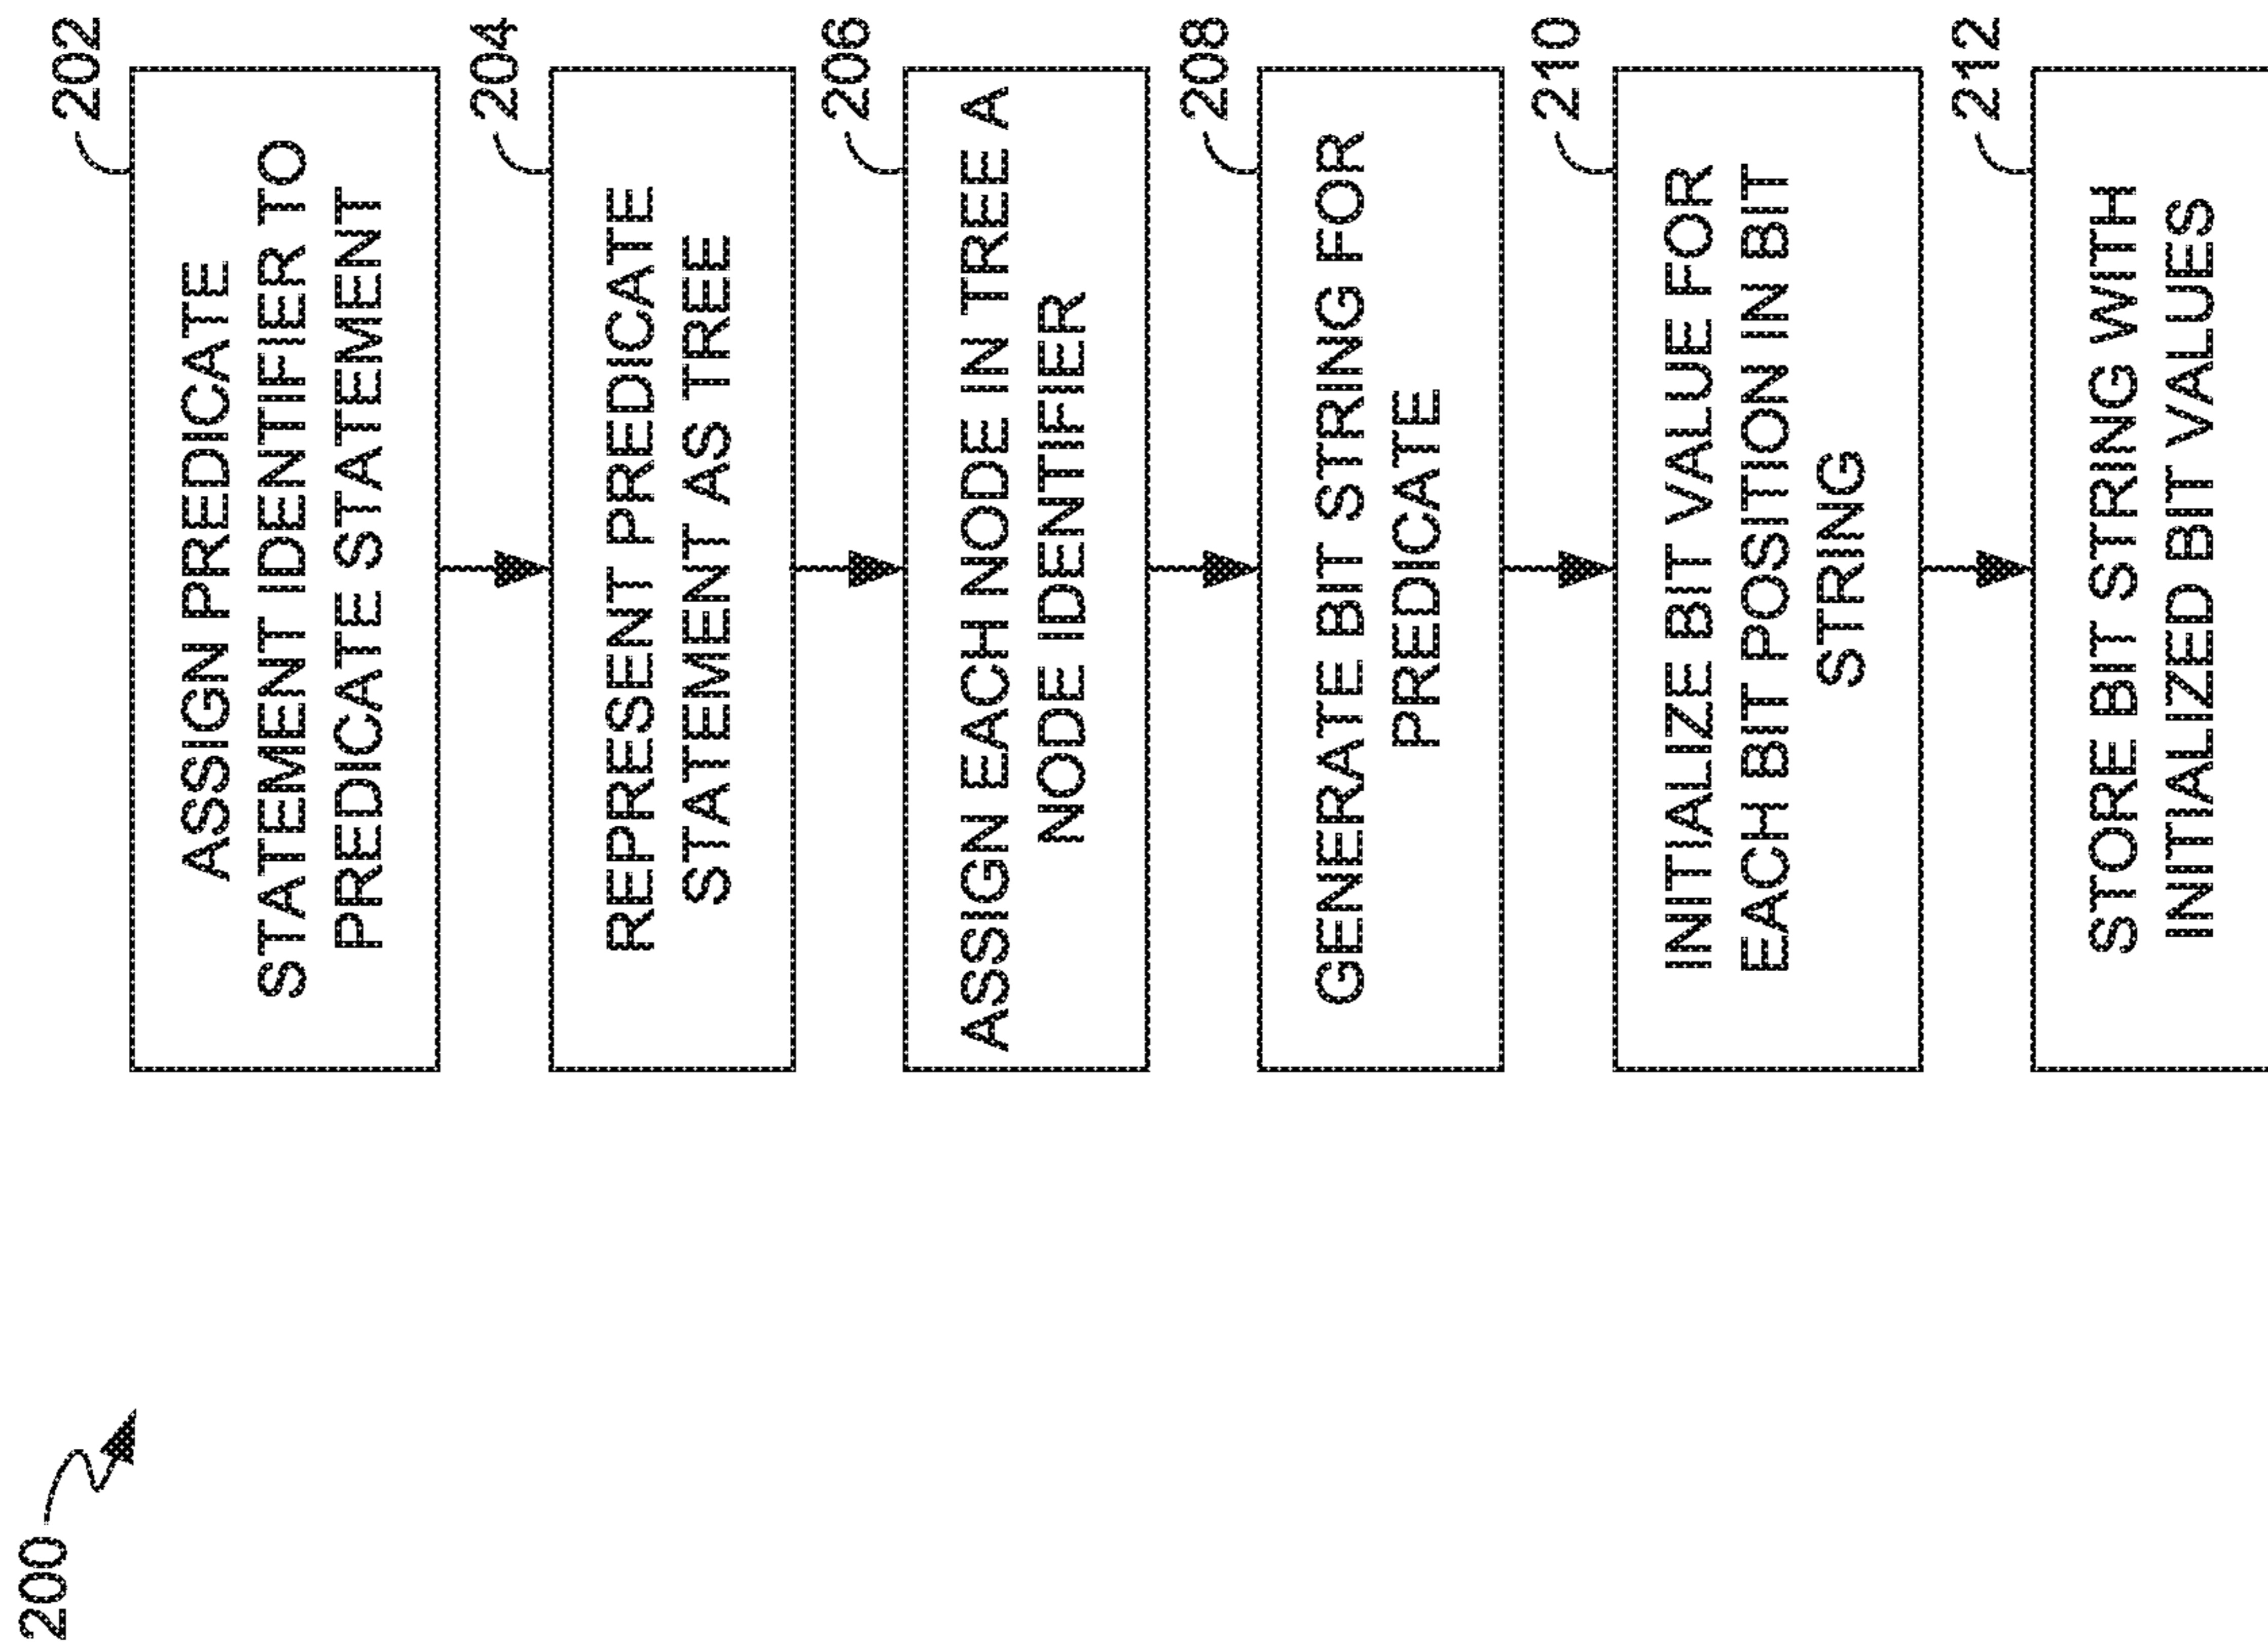 200
202
ASSIGN PREDICATE
STATEMENT IDENTIFIER TO
PREDICATE STATEMENT
204
REPRESENT PREDICATE
STATEMENT AS TREE
206
ASSIGN EACH NODE IN TREE A
NODE IDENTIFIER
208
GENERATE BIT STRING FOR
PREDICATE
210
INITIALIZE BIT VALUE FOR
EACH BIT POSITION IN BIT
STRING
212
STORE BIT STRING WITH
INITIALIZED BIT VALUES